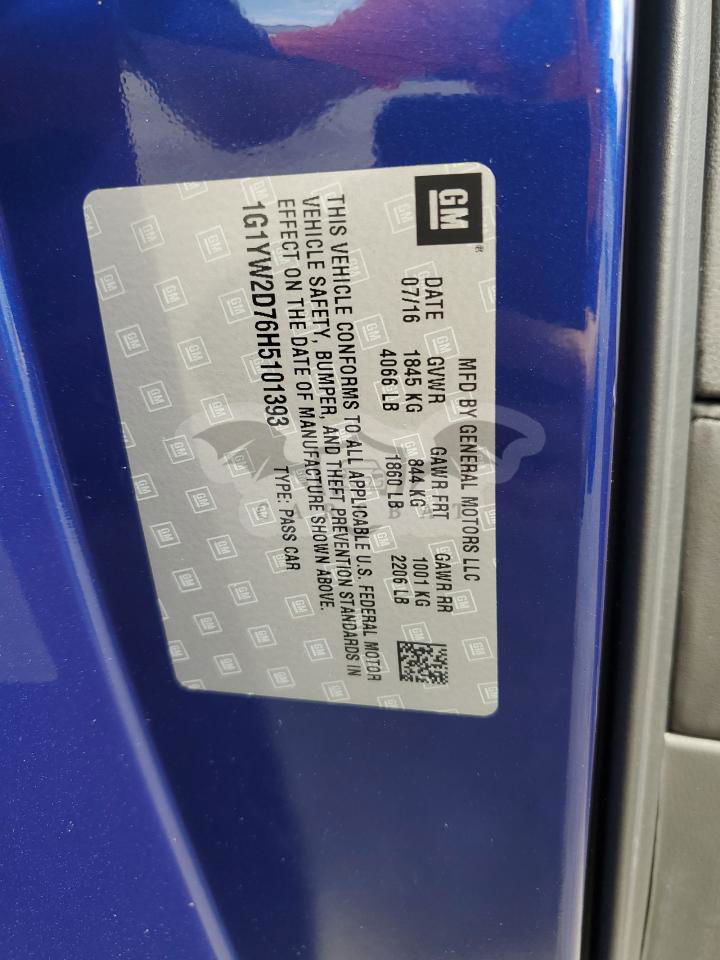 GM
MFD BY GENERAL MOTORS LLC
DATE GVWR GAWR FRT GAWR RR
07/16 1845 KG 844 KG 1001 KG
4066 LB 1860 LB 2206 LB
THIS VEHICLE CONFORMS TO ALL APPLICABLE U.S. FEDERAL MOTOR
VEHICLE SAFETY, BUMPER, AND THEFT PREVENTION STANDARDS IN
EFFECT ON THE DATE OF MANUFACTURE SHOWN ABOVE.
1G1YW2D76H5101393 TYPE: PASS CAR